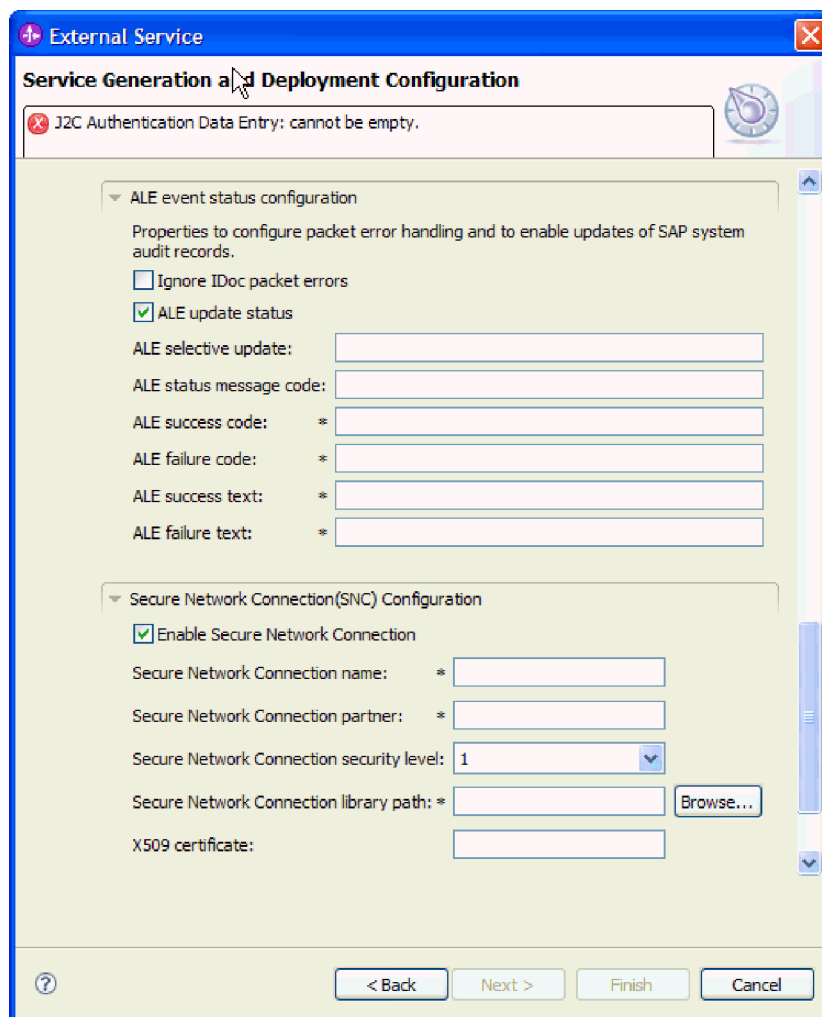 External Service
Service Generation and Deployment Configuration
J2C Authentication Data Entry: cannot be empty.
ALE event status configuration
Properties to configure packet error handling and to enable updates of SAP system
audit records.
Ignore IDoc packet errors
ALE update status
ALE selective update:
ALE status message code:
ALE success code: *
ALE failure code: *
ALE success text: *
ALE failure text: *
Secure Network Connection(SNC) Configuration
Enable Secure Network Connection
Secure Network Connection name: *
Secure Network Connection partner: *
Secure Network Connection security level: 1
Secure Network Connection library path: * Browse...
X509 certificate:
? < Back Next > Finish Cancel